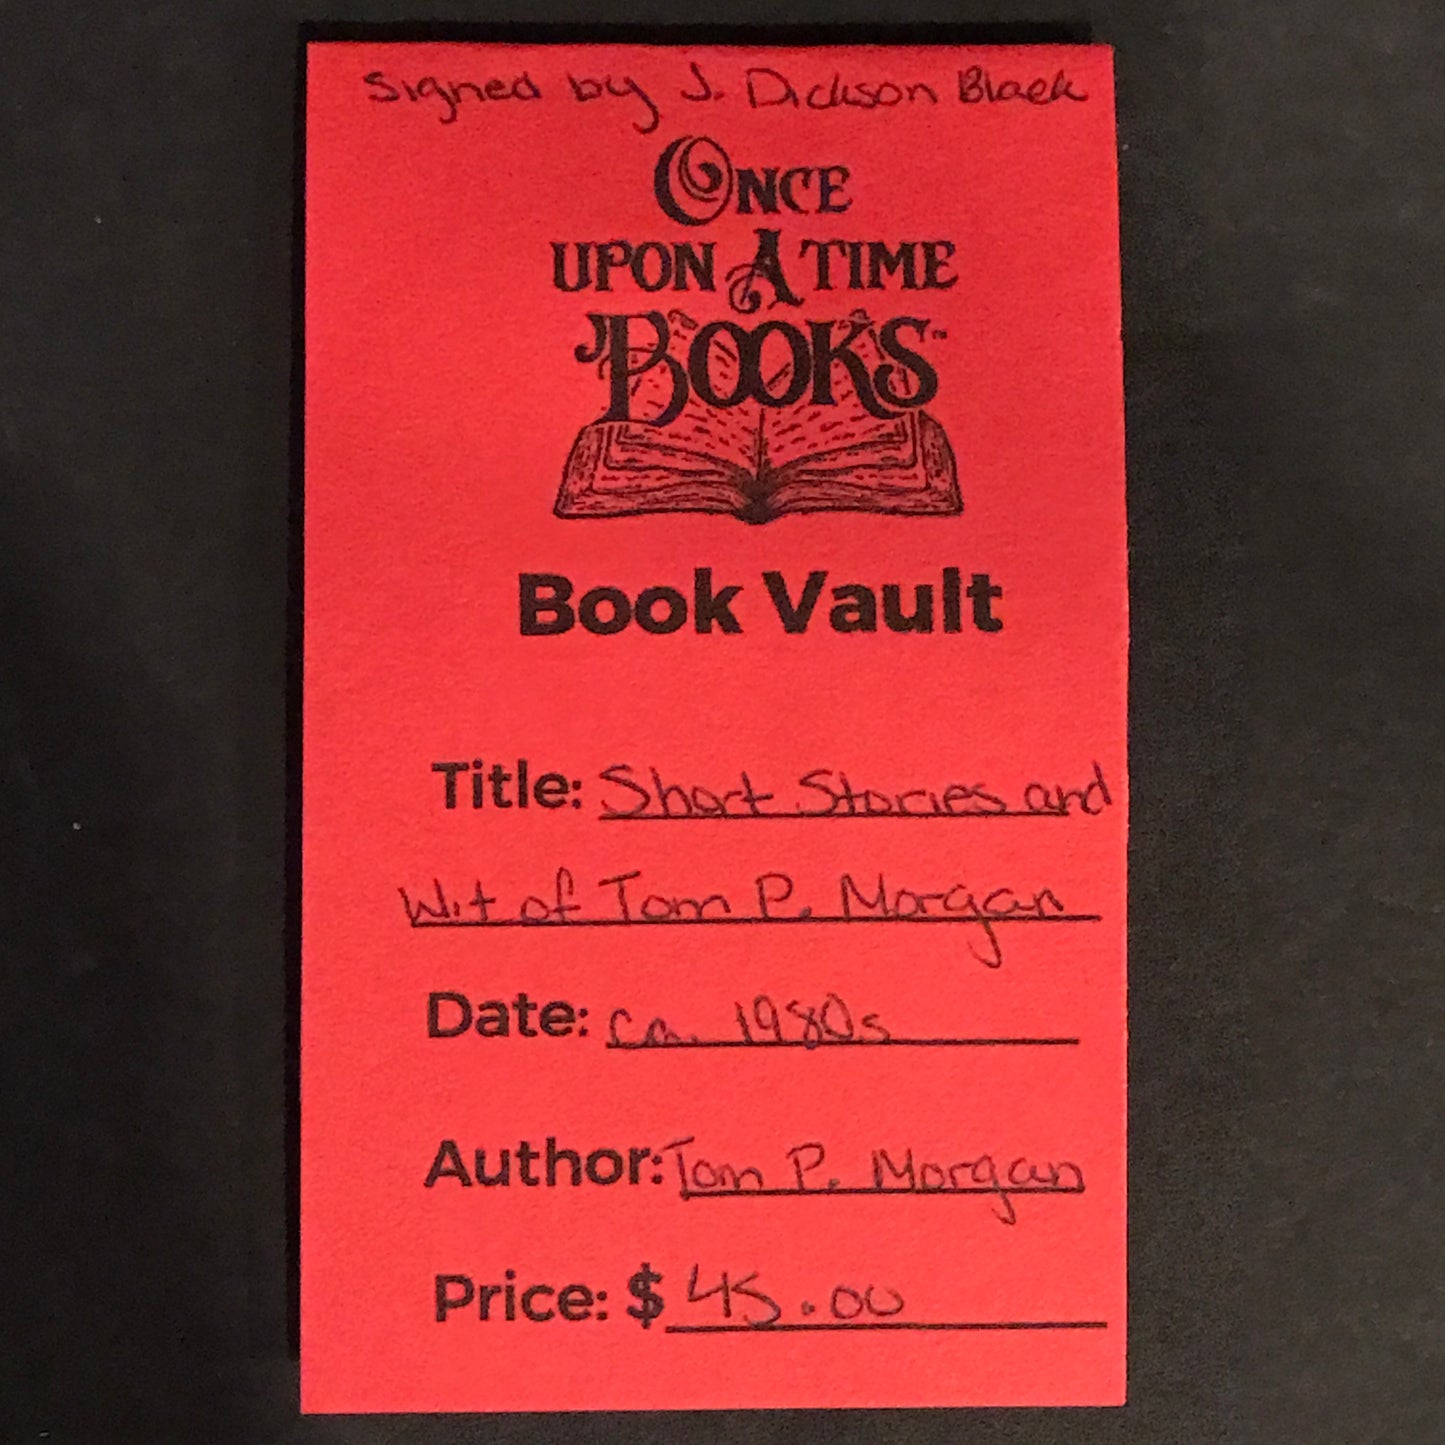 Signed by J. Dickson Black
ONCE
UPON A TIME
BOOKS™
Book Vault
Title: Short Stories and
Wit of Tom P. Morgan
Date: ca. 1980s
Author: Tom P. Morgan
Price: $ 45.00